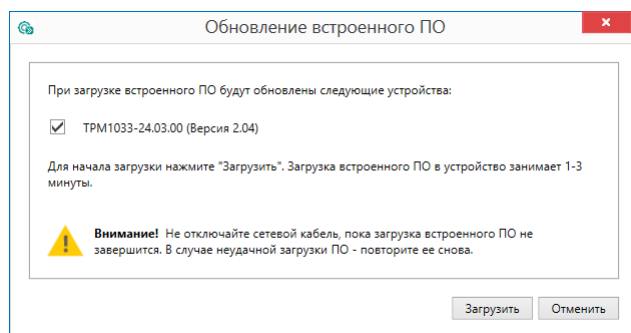 Обновление встроенного ПО
При загрузке встроенного ПО будут обновлены следующие устройства:
ТРМ1033-24.03.00 (Версия 2.04)
Для начала загрузки нажмите "Загрузить". Загрузка встроенного ПО в устройство занимает 1-3
минуты.
Внимание! Не отключайте сетевой кабель, пока загрузка встроенного ПО не
завершится. В случае неудачной загрузки ПО - повторите ее снова.
Загрузить Отменить